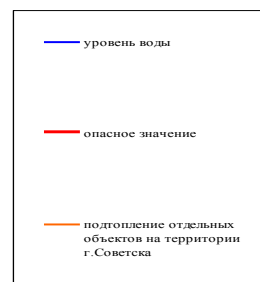 уровень воды
опасное значение
подтопление отдельных
объектов на территории
г.Советска